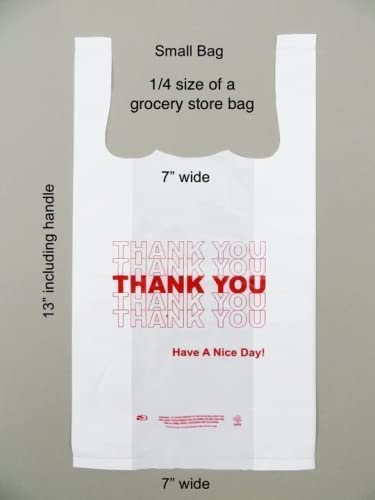 Small Bag
1/4 size of a
grocery store bag
7” wide
13” including handle
THANK YOU
THANK YOU
THANK YOU
THANK YOU
THANK YOU
Have A Nice Day!
7” wide